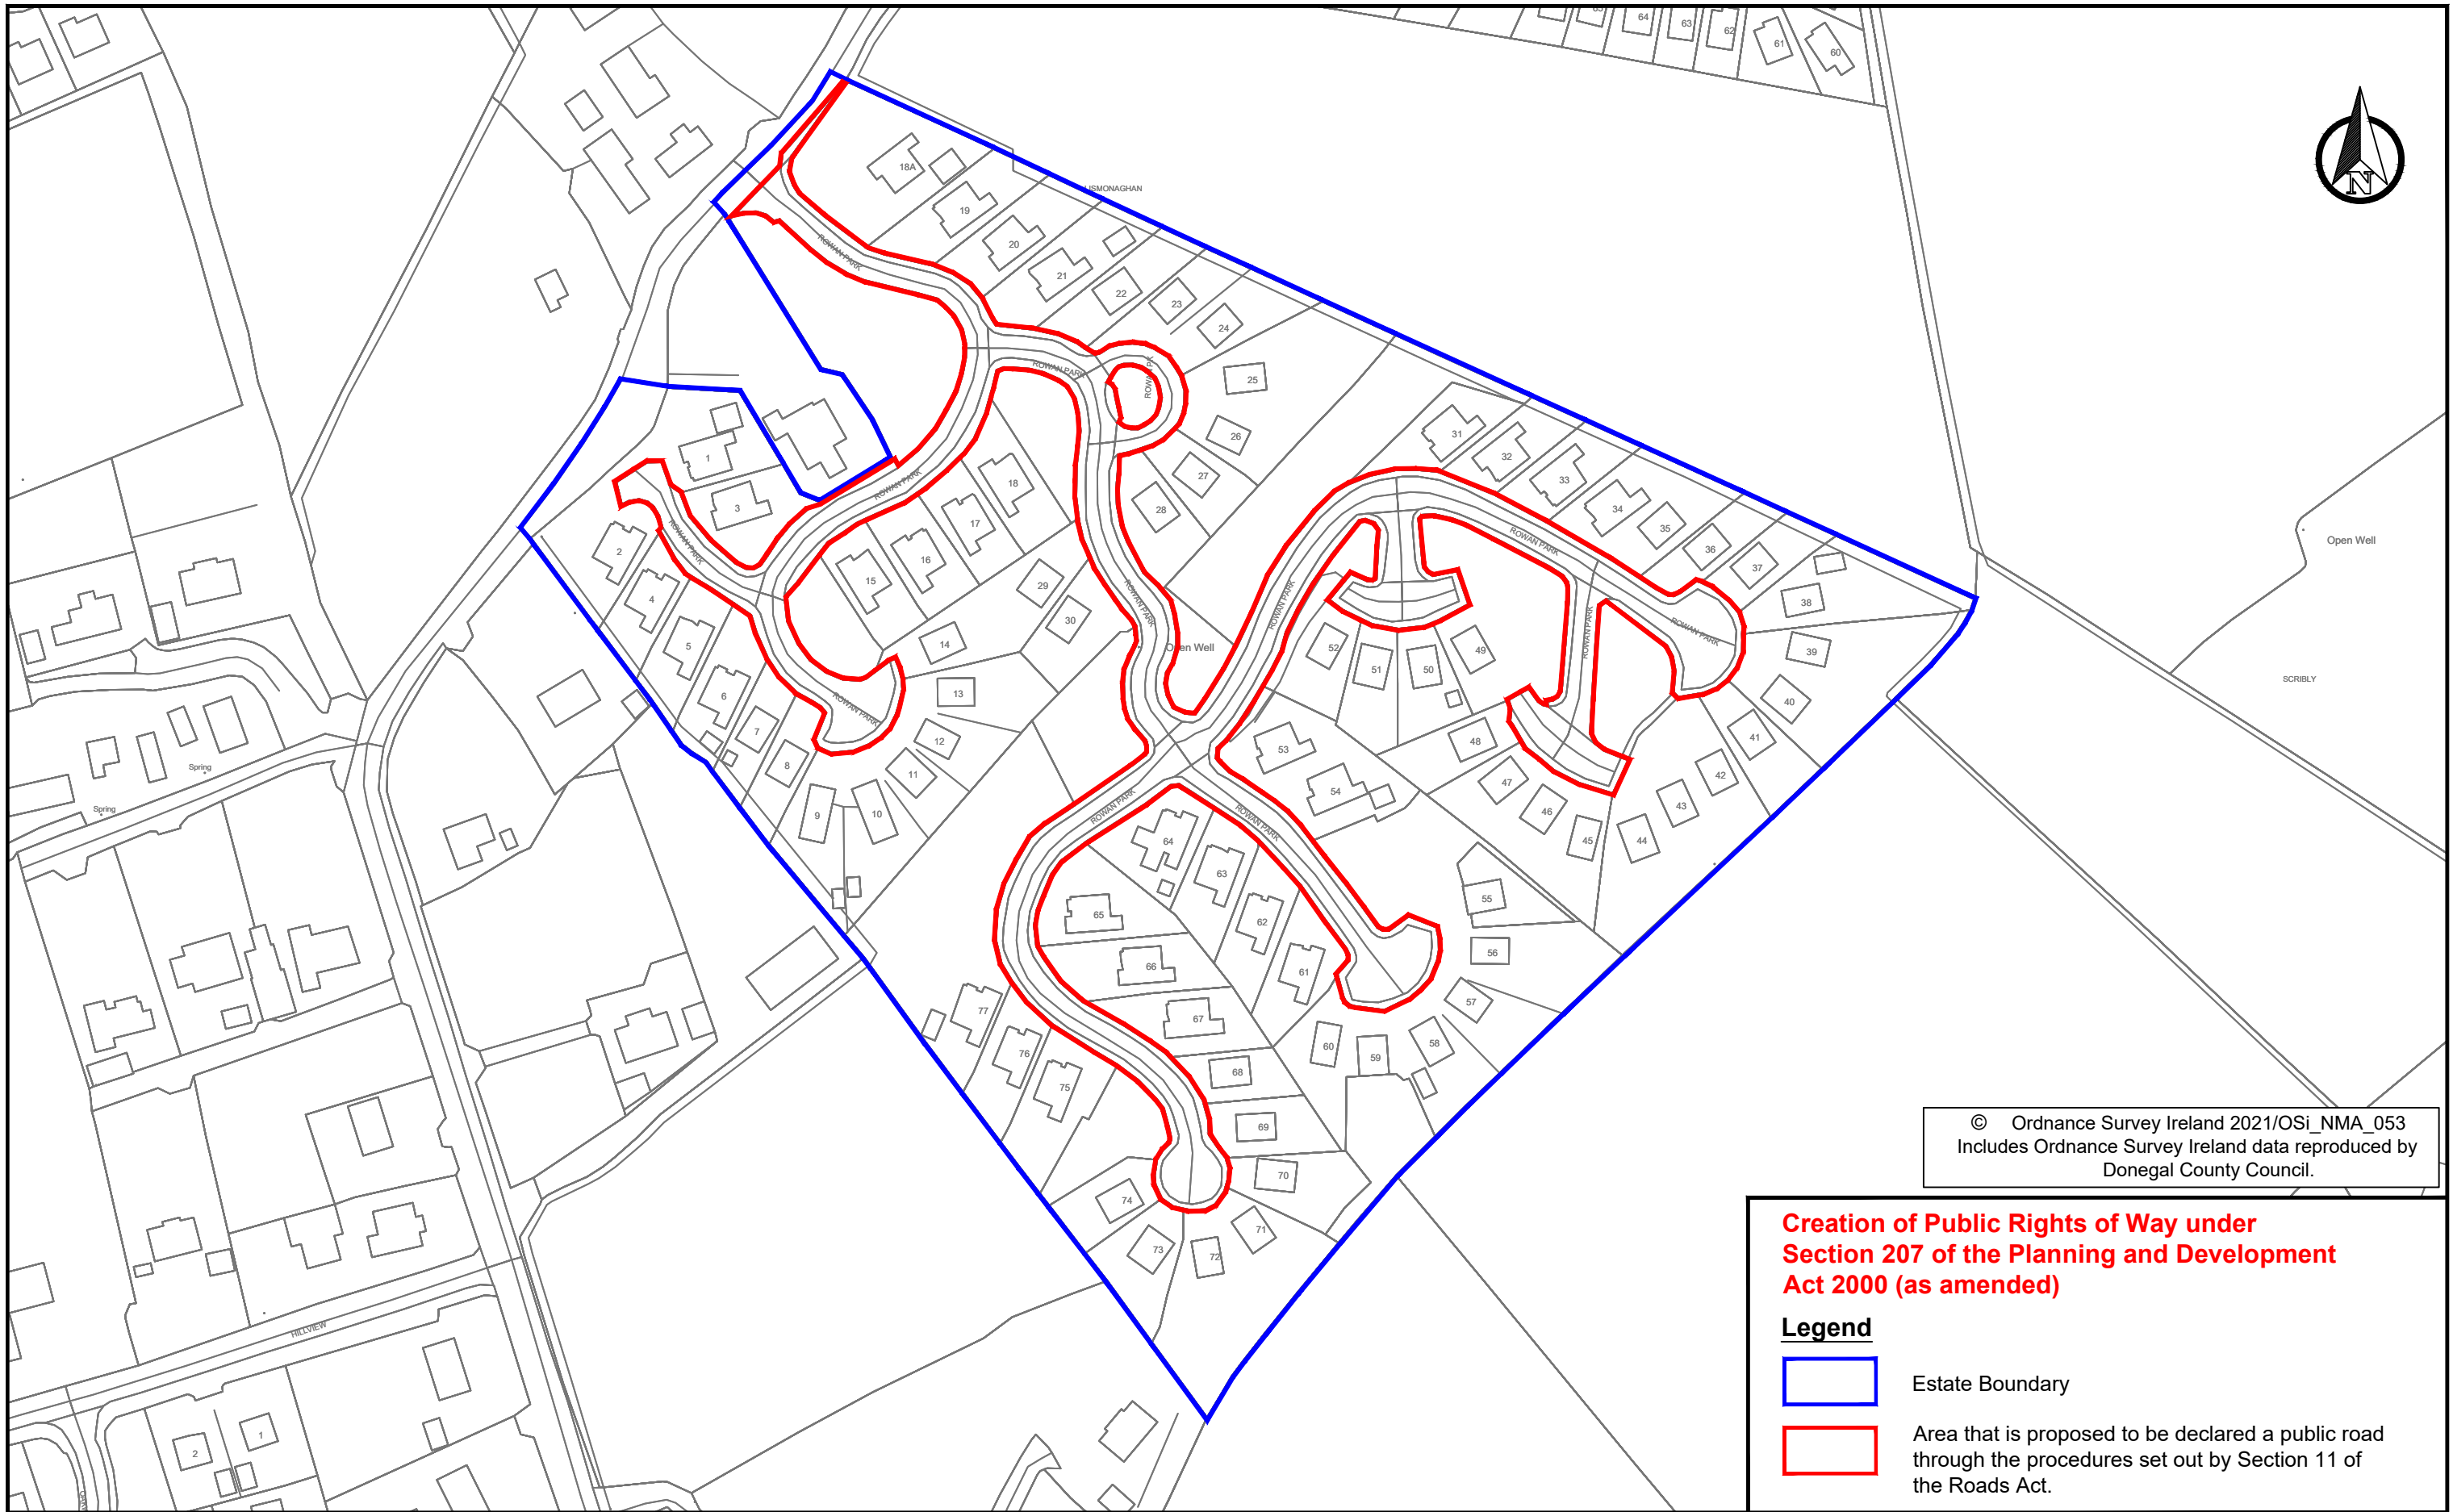 65
64
63
62
61
60
N
LISMONAGHAN
18A
19
20
21
22
23
24
25
26
27
28
ROWAN PARK
ROWAN PARK
ROWAN PK
ROWAN PARK
ROWAN PARK
ROWAN PARK
1
3
2
4
5
6
7
8
9
10
11
12
13
14
15
16
17
18
29
30
ROWAN PARK
Open Well
31
32
33
34
35
36
37
38
39
40
41
42
43
44
45
46
47
48
49
50
51
52
53
54
55
56
57
58
59
60
61
62
63
64
65
66
67
68
69
70
71
72
73
74
75
76
77
ROWAN PARK
ROWAN PARK
ROWAN PARK
ROWAN PARK
ROWAN PARK
ROWAN PARK
Open Well
SCRIBLY
Spring
Spring
HILLVIEW
1
2
© Ordnance Survey Ireland 2021/OSi_NMA_053
Includes Ordnance Survey Ireland data reproduced by
Donegal County Council.
Creation of Public Rights of Way under
Section 207 of the Planning and Development
Act 2000 (as amended)
Legend
Estate Boundary
Area that is proposed to be declared a public road
through the procedures set out by Section 11 of
the Roads Act.